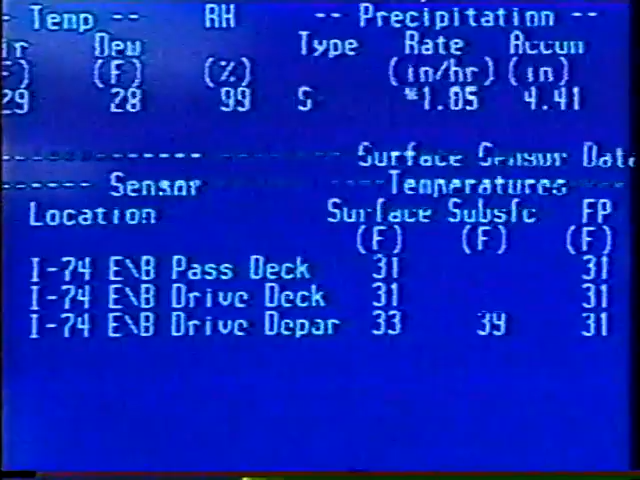 - Temp -- RH -- Precipitation --
ir Dew Type Rate Accum
F) (F) (%) (in/hr) (in)
29 28 99 S *1.05 4.41
----------------------- Surface Sensor Data
------ Sensor ----Temperatures---
Location Surface Subsfc FP
(F) (F) (F)
I-74 E\B Pass Deck 31 31
I-74 E\B Drive Deck 31 31
I-74 E\B Drive Depar 33 39 31